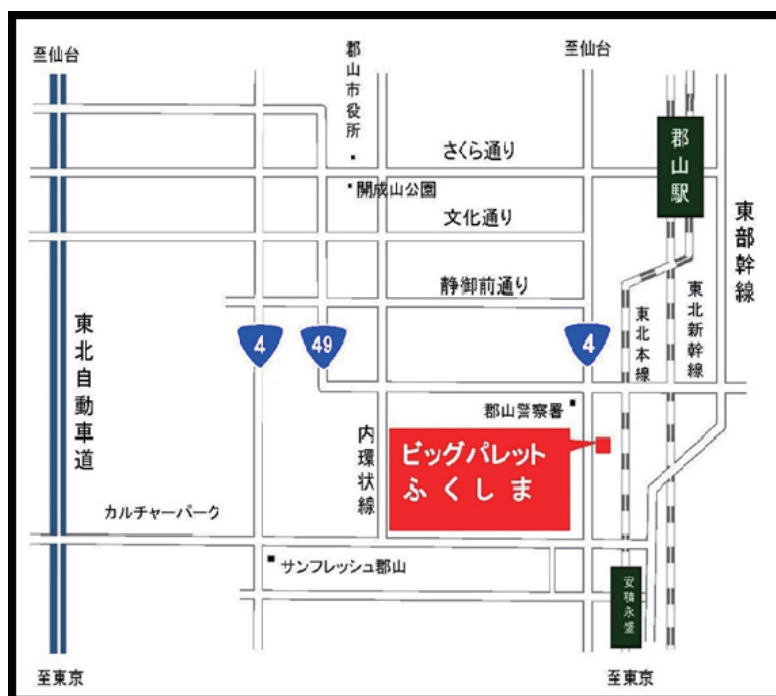 至仙台
郡山市役所
至仙台
さくら通り
郡山駅
開成山公園
文化通り
東部幹線
静御前通り
東北新幹線
東北本線
4
49
4
東北自動車道
郡山警察署
内環状線
ビッグパレット
ふくしま
カルチャーパーク
サンフレッシュ郡山
安積永盛
至東京
至東京